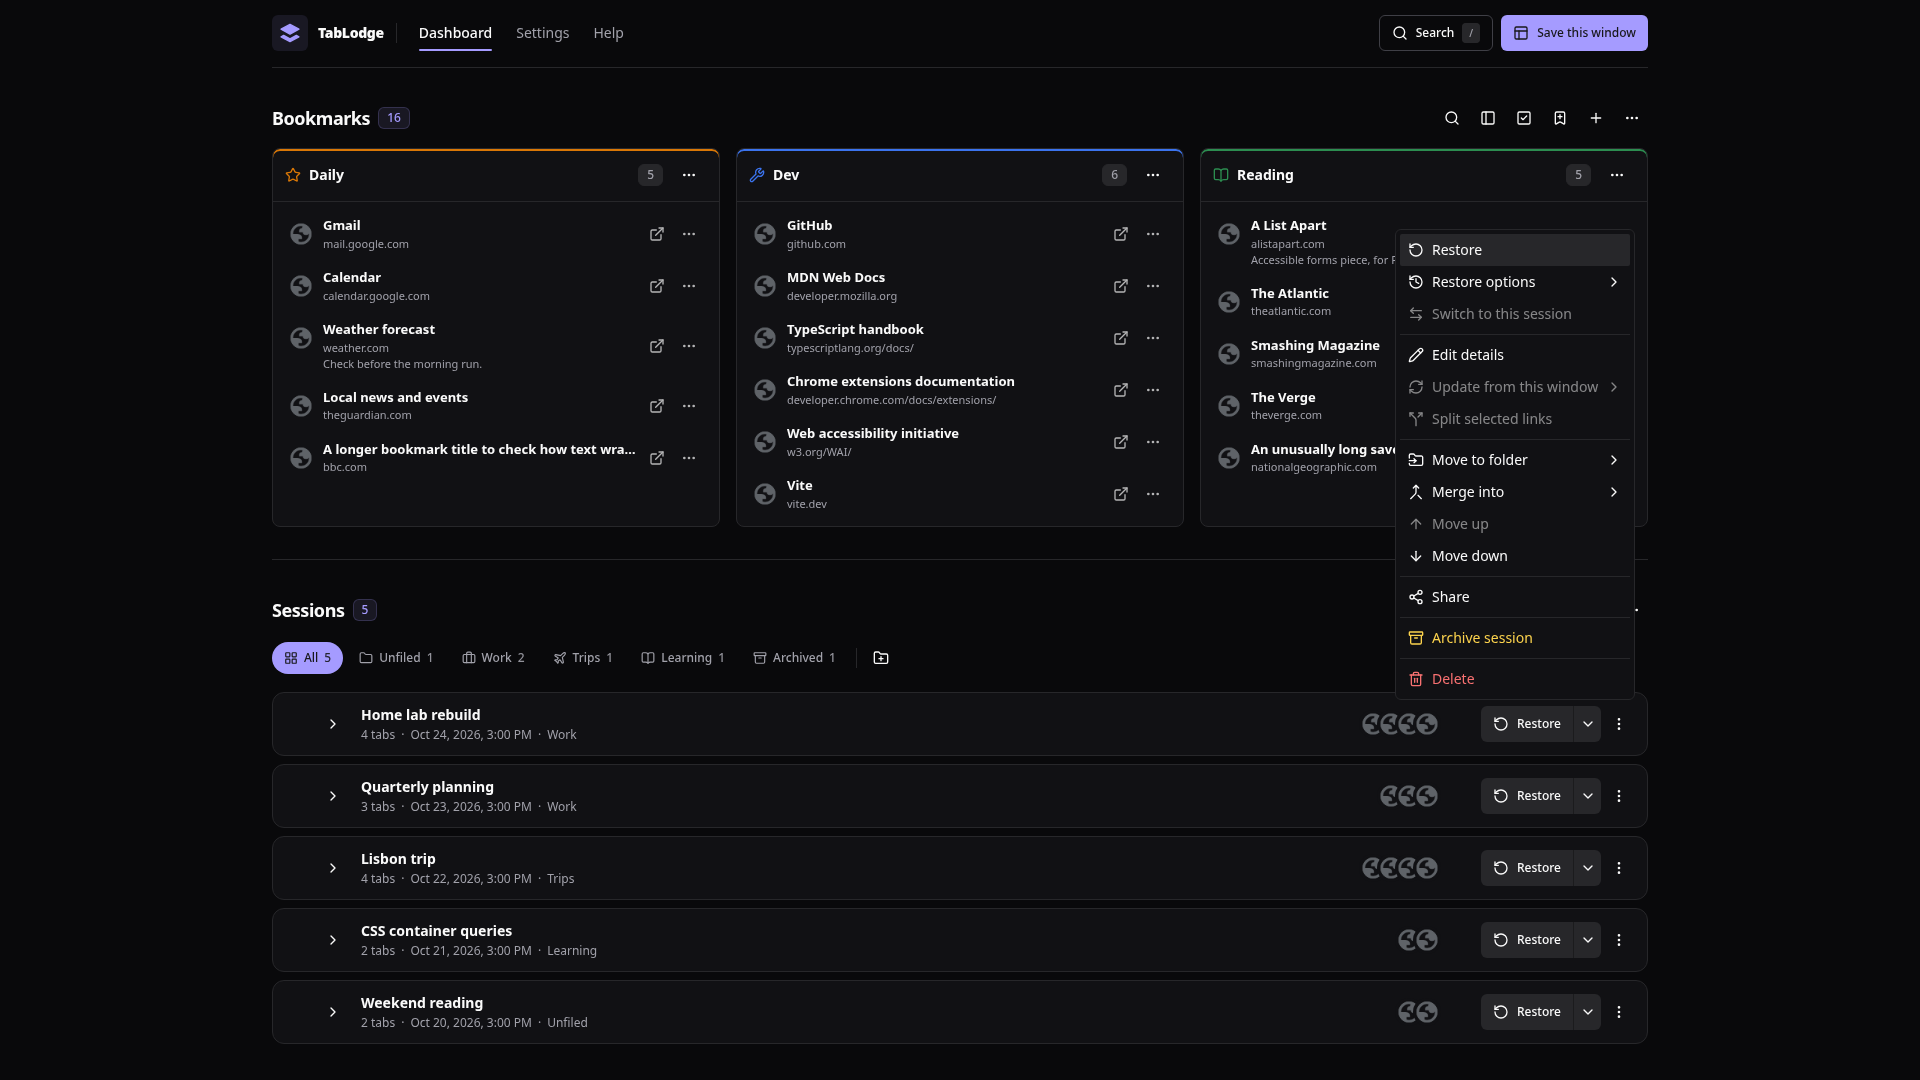 TabLodge
Dashboard
Settings
Help
Search /
Save this window
Bookmarks 16
Daily 5
Gmail
mail.google.com
Calendar
calendar.google.com
Weather forecast
weather.com
Check before the morning run.
Local news and events
theguardian.com
A longer bookmark title to check how text wra...
bbc.com
Dev 6
GitHub
github.com
MDN Web Docs
developer.mozilla.org
TypeScript handbook
typescriptlang.org/docs/
Chrome extensions documentation
developer.chrome.com/docs/extensions/
Web accessibility initiative
w3.org/WAI/
Vite
vite.dev
Reading 5
A List Apart
alistapart.com
Accessible forms piece, for
The Atlantic
theatlantic.com
Smashing Magazine
smashingmagazine.com
The Verge
theverge.com
An unusually long
nationalgeographic.com
Restore
Restore options
Switch to this session
Edit details
Update from this window
Split selected links
Move to folder
Merge into
Move up
Move down
Share
Archive session
Delete
Sessions 5
All 5
Unfiled 1
Work 2
Trips 1
Learning 1
Archived 1
Home lab rebuild
4 tabs · Oct 24, 2026, 3:00 PM · Work
Restore
Quarterly planning
3 tabs · Oct 23, 2026, 3:00 PM · Work
Restore
Lisbon trip
4 tabs · Oct 22, 2026, 3:00 PM · Trips
Restore
CSS container queries
2 tabs · Oct 21, 2026, 3:00 PM · Learning
Restore
Weekend reading
2 tabs · Oct 20, 2026, 3:00 PM · Unfiled
Restore